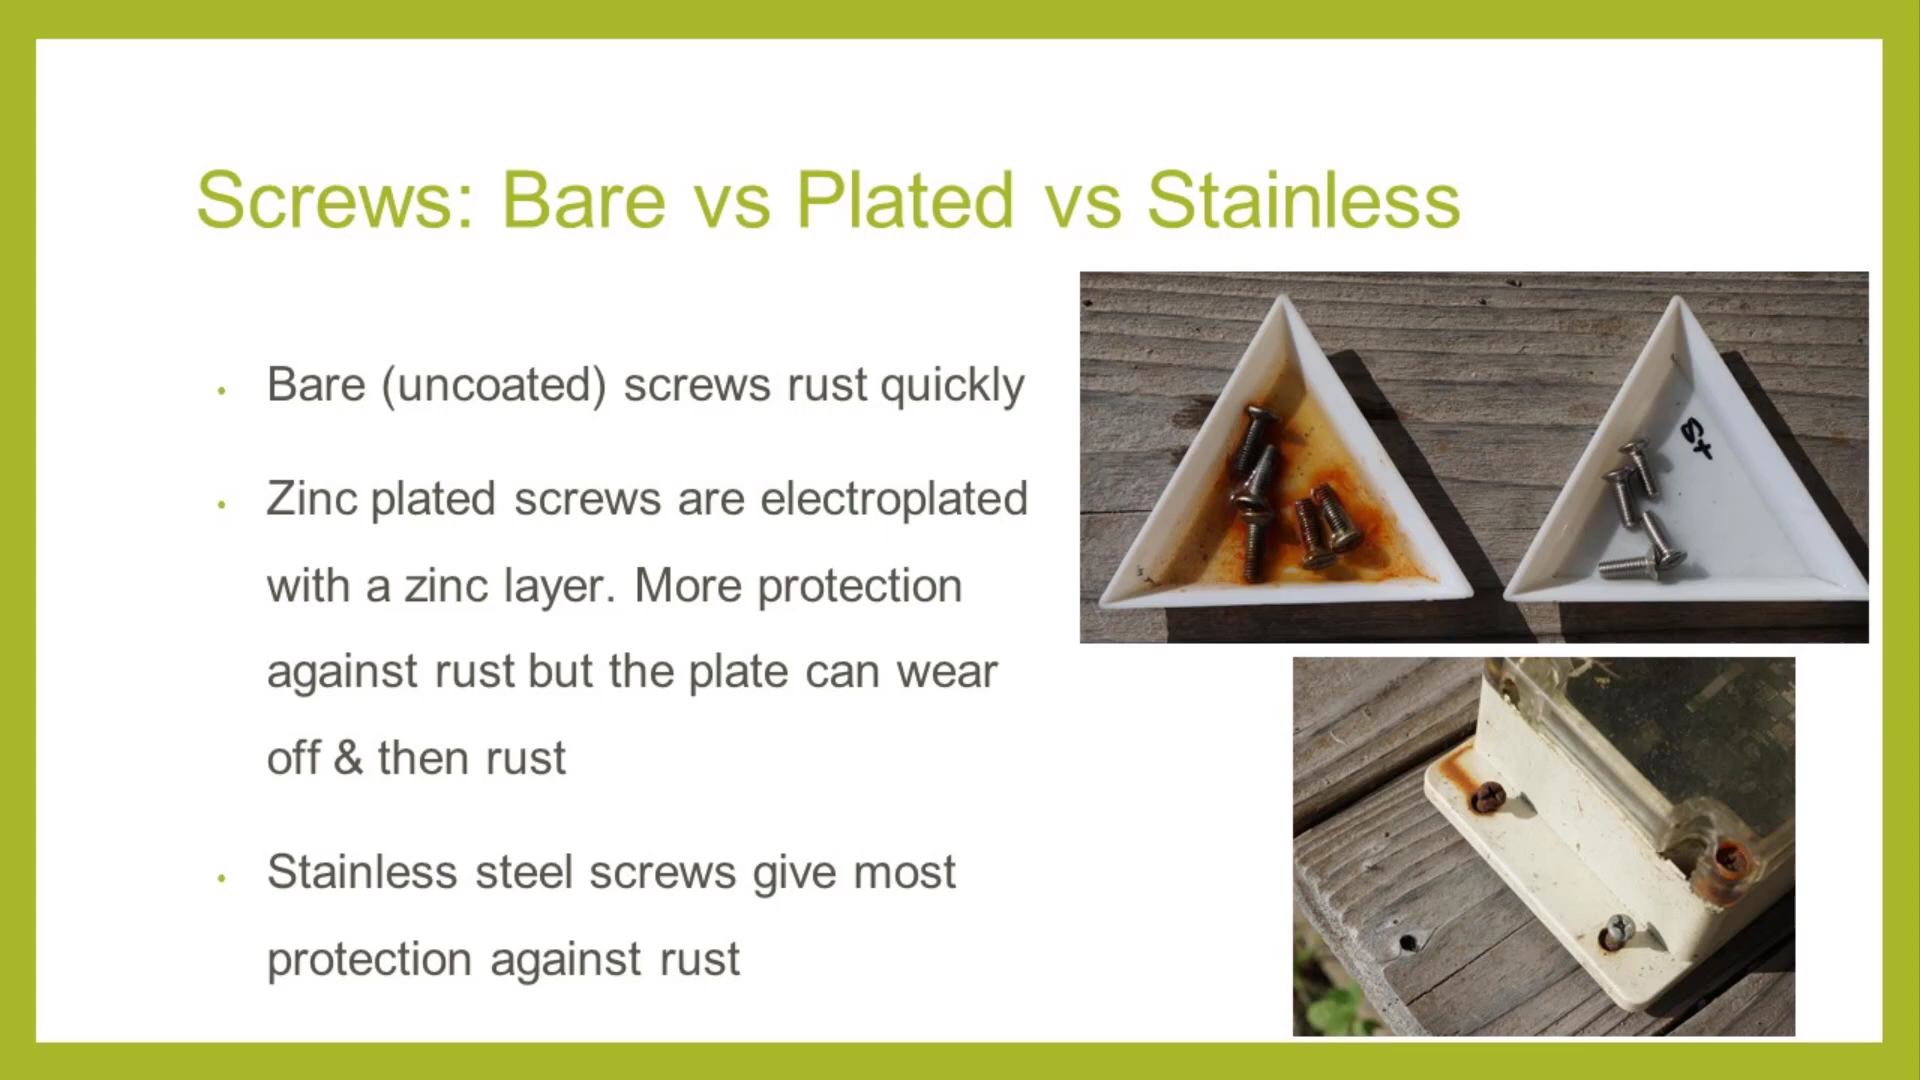 Screws: Bare vs Plated vs Stainless
• Bare (uncoated) screws rust quickly
• Zinc plated screws are electroplated
with a zinc layer. More protection
against rust but the plate can wear
off & then rust
• Stainless steel screws give most
protection against rust
St